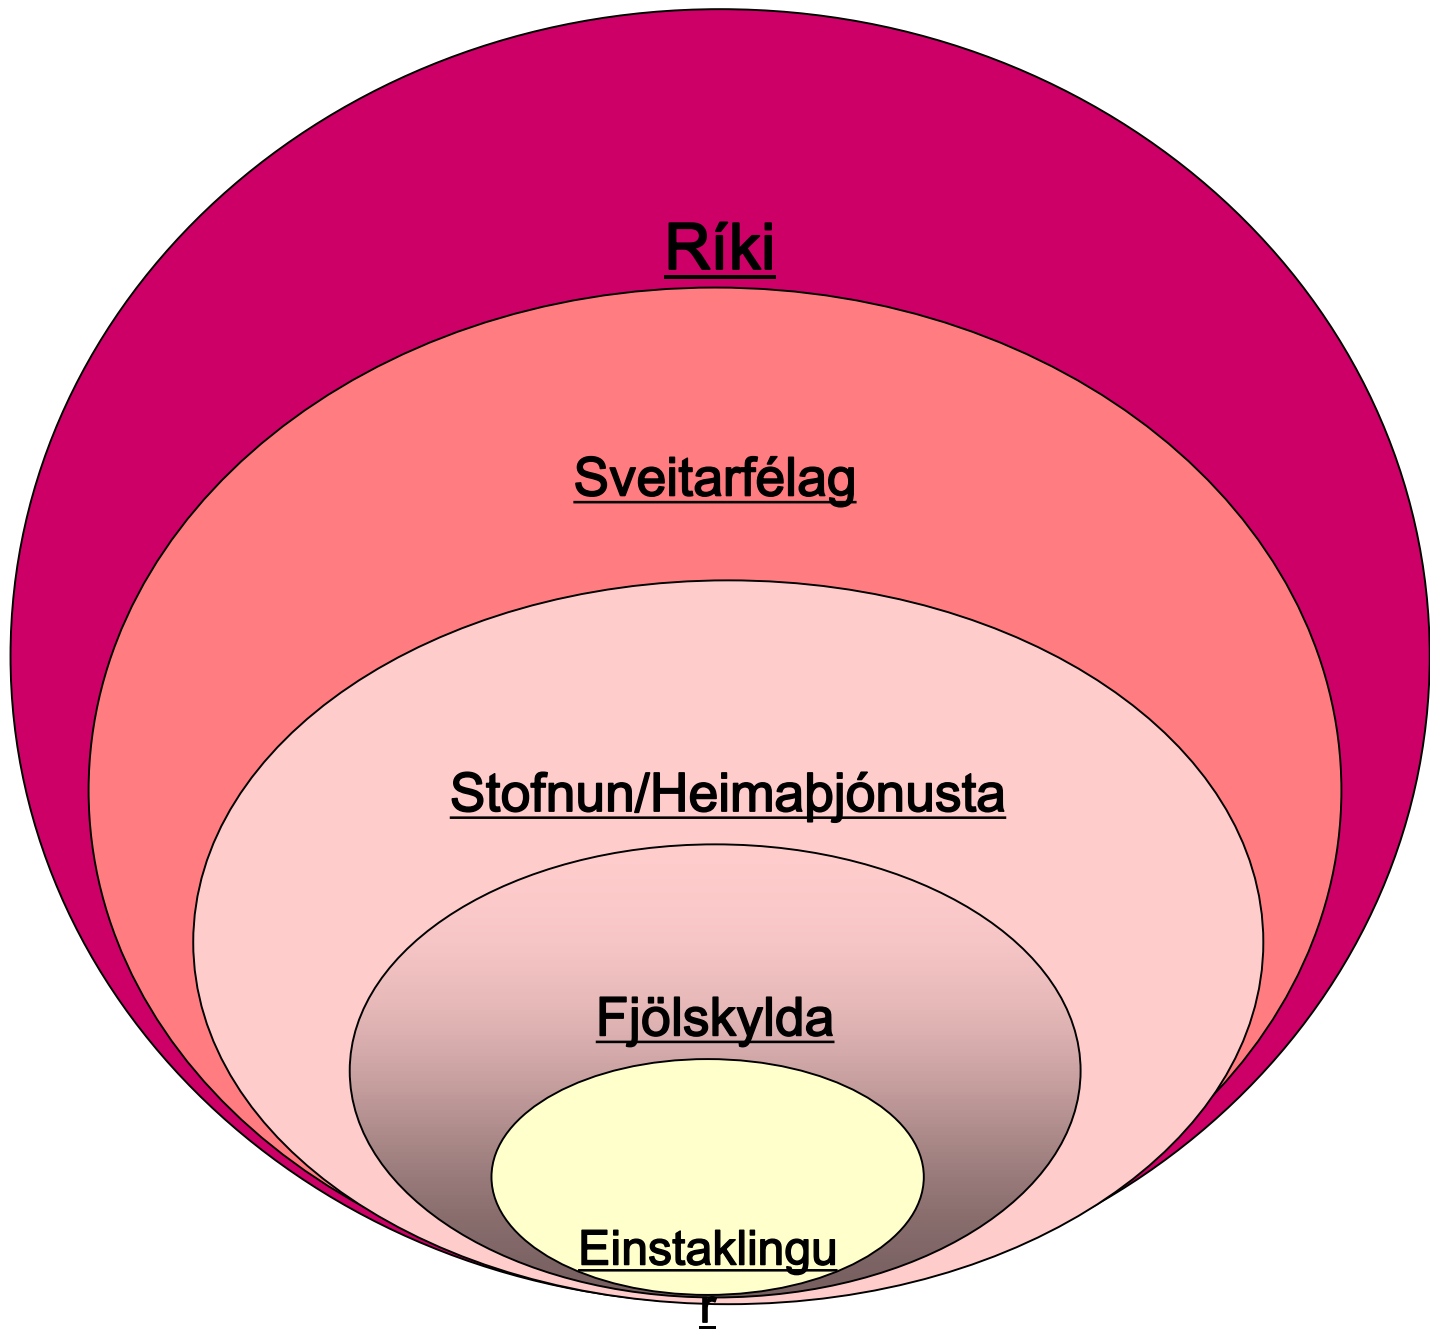 Ríki
Sveitarfélag
Stofnun/Heimaþjónusta
Fjölskylda
Einstaklingu
r